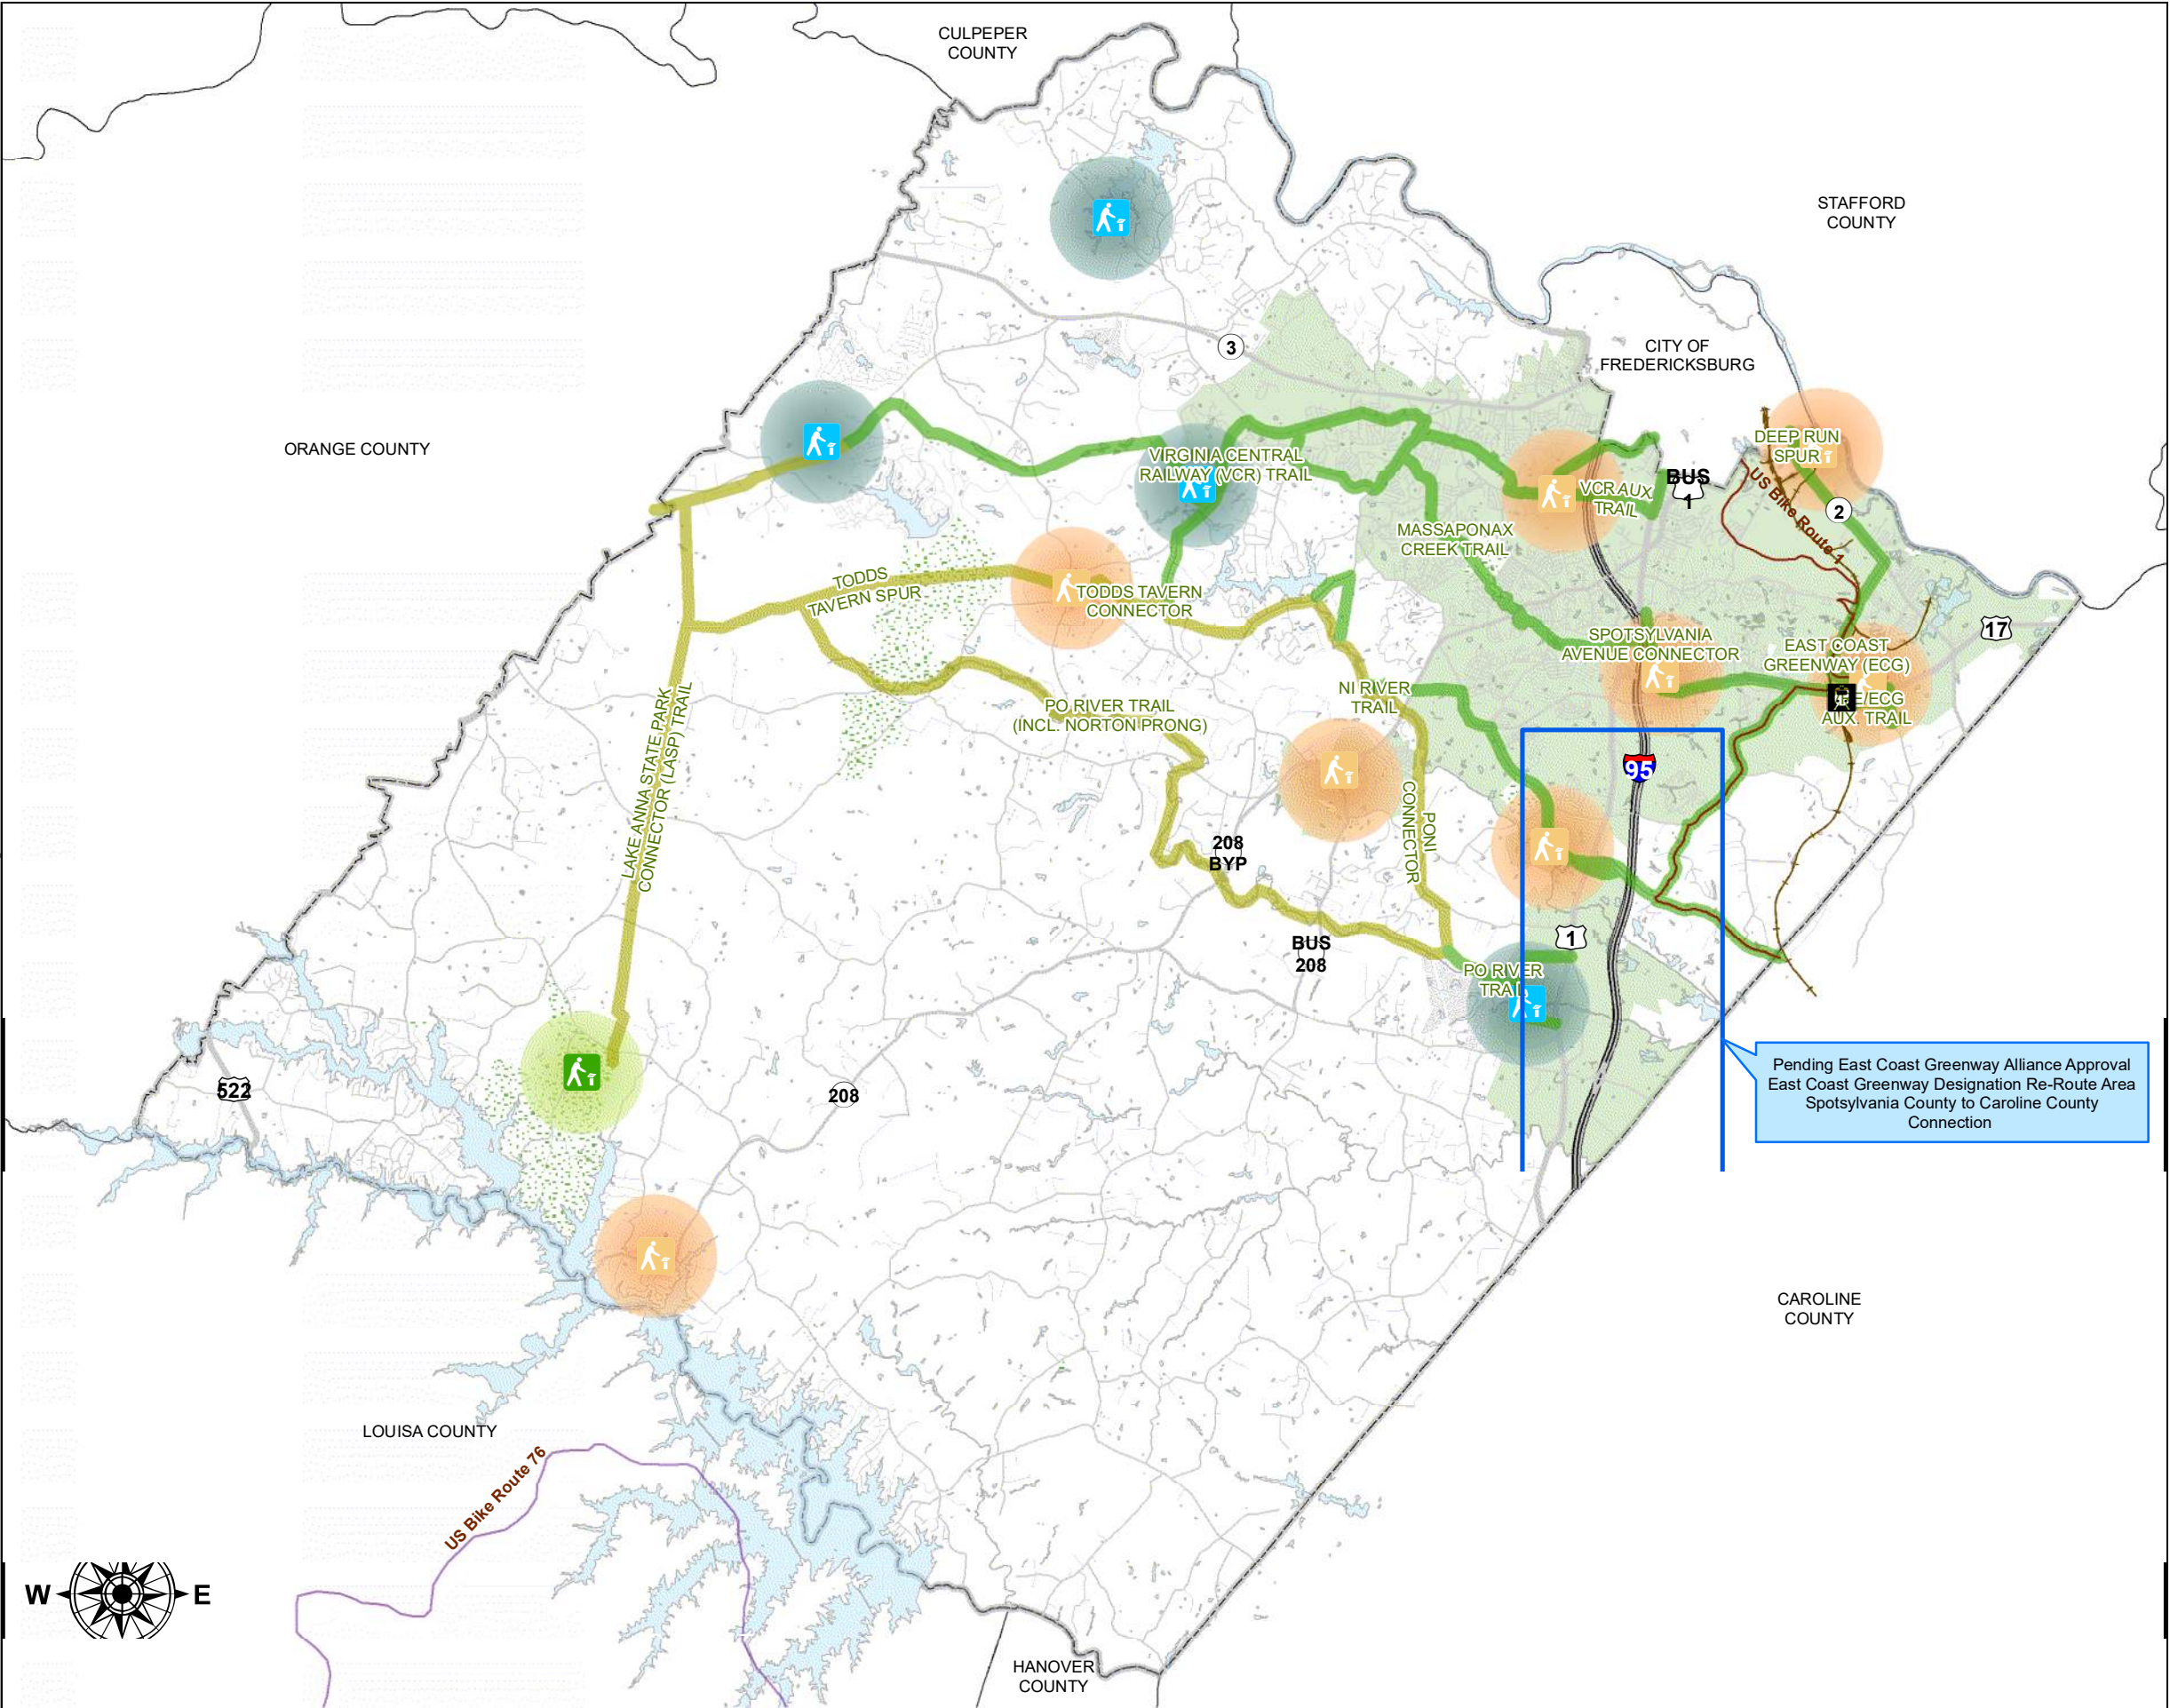 CULPEPER
COUNTY
STAFFORD
COUNTY
3
CITY OF
FREDERICKSBURG
ORANGE COUNTY
DEEP RUN
SPUR
VIRGINIA CENTRAL
RAILWAY (VCR) TRAIL
BUS
1
VCR AUX
TRAIL
US Bike Route 1
2
MASSAPONAX
CREEK TRAIL
TODDS
TAVERN SPUR
TODDS TAVERN
CONNECTOR
17
SPOTSYLVANIA
AVENUE CONNECTOR
EAST COAST
GREENWAY (ECG)
NI RIVER
TRAIL
/ECG
AUX. TRAIL
PO RIVER TRAIL
(INCL. NORTON PRONG)
LAKE ANNA STATE PARK
CONNECTOR (LASP) TRAIL
95
PONI
CONNECTOR
208
BYP
1
BUS
208
PO RIVER
TRAIL
Pending East Coast Greenway Alliance Approval
East Coast Greenway Designation Re-Route Area
Spotsylvania County to Caroline County
Connection
522
208
CAROLINE
COUNTY
LOUISA COUNTY
US Bike Route 76
W E
HANOVER
COUNTY